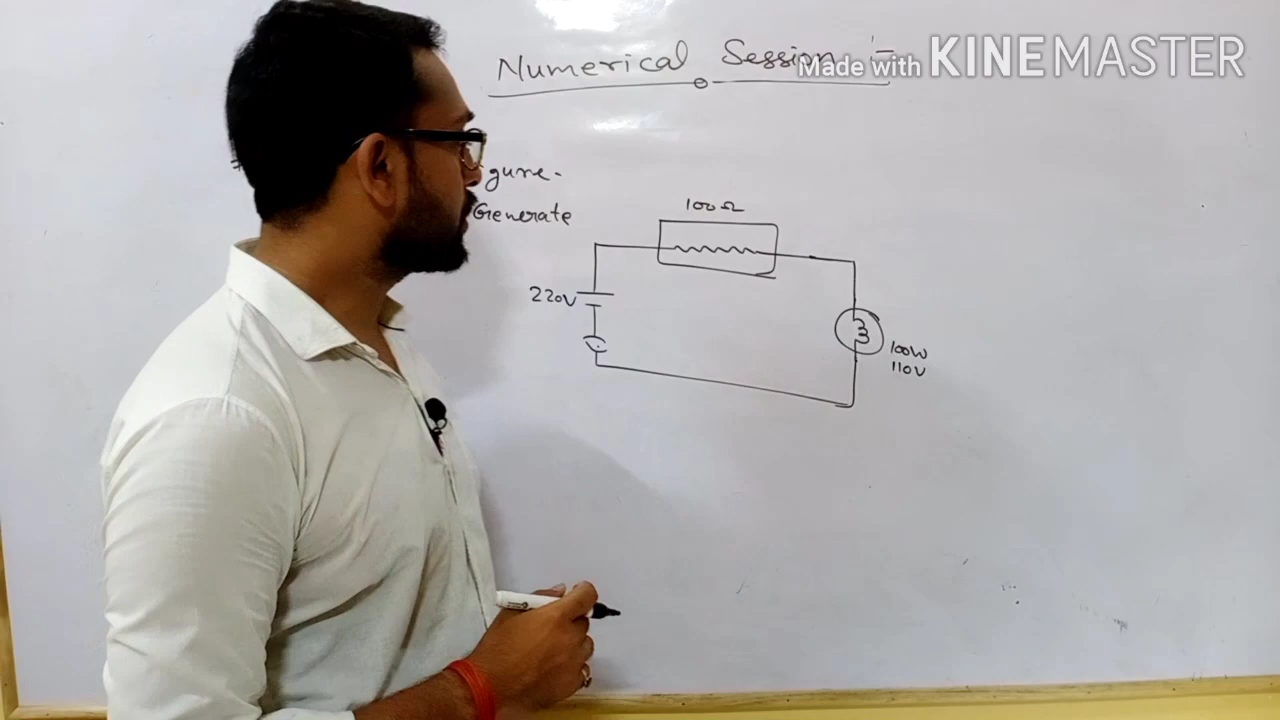 Numerical Session :-
Made with KINEMASTER
gure.
Generate
100Ω
220V
100W
110V